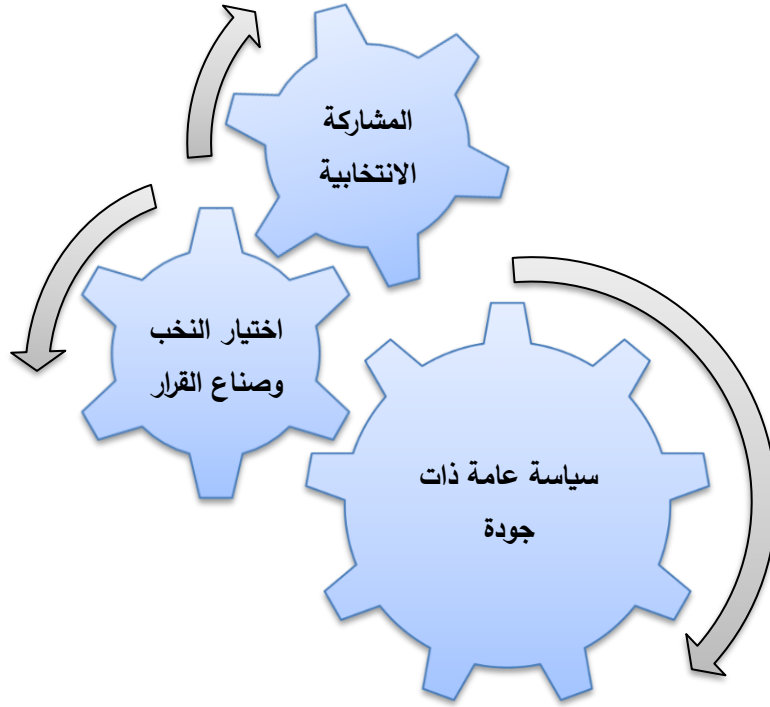 المشاركة
الانتخابية
اختيار النخب
وصناع القرار
سياسة عامة ذات
جودة